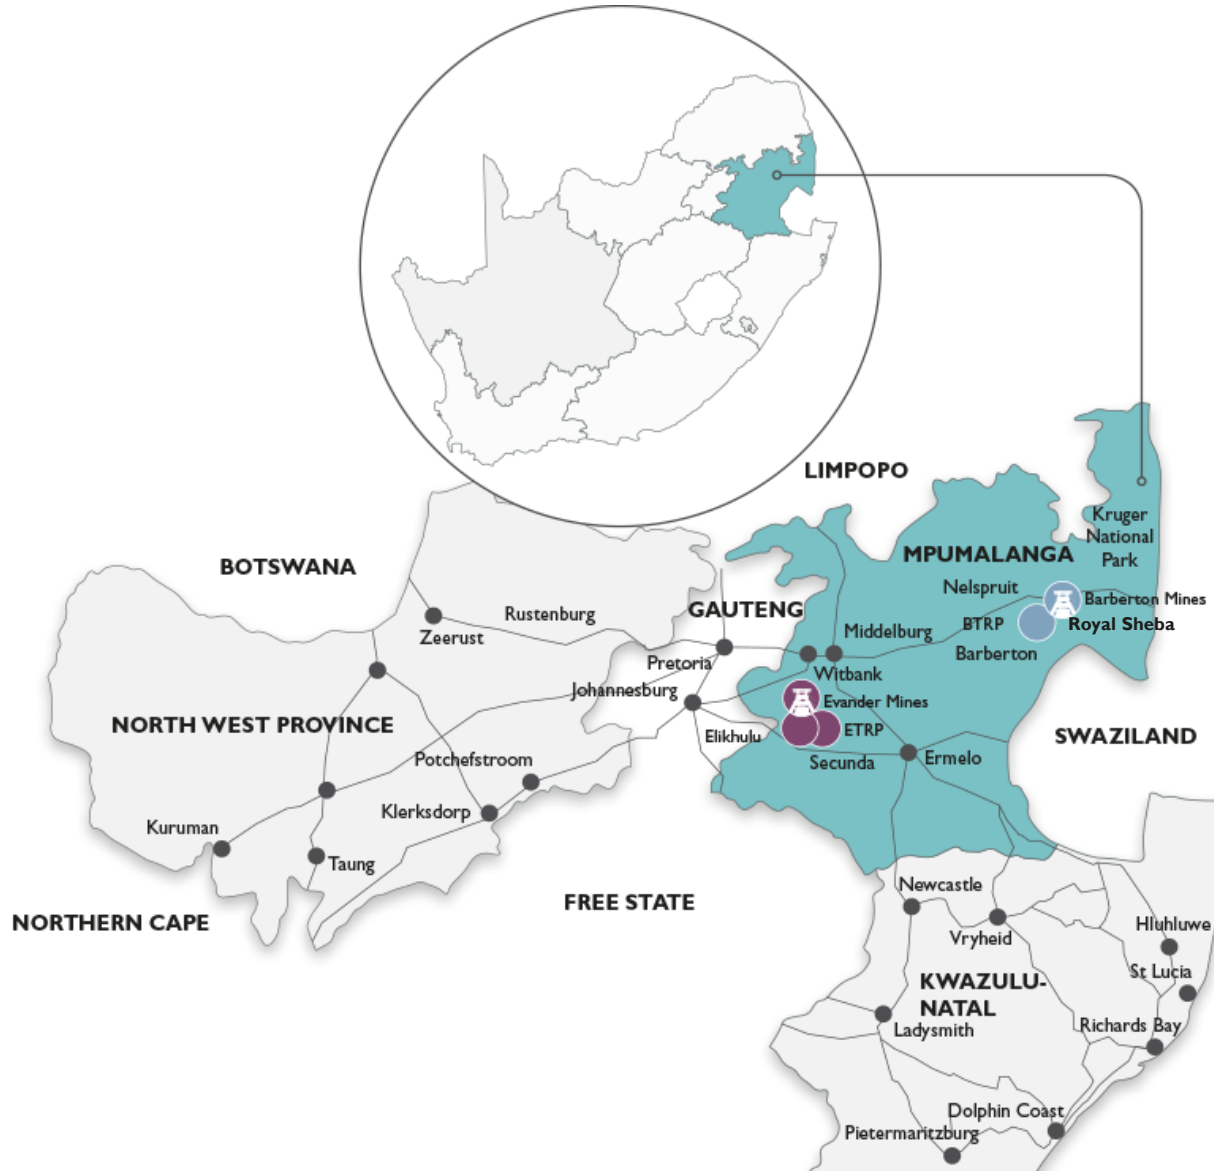 LIMPOPO
Kruger
National
Park
MPUMALANGA
BOTSWANA
Nelspruit
Barberton Mines
GAUTENG
Rustenburg
BTRP
Royal Sheba
Zeerust
Middelburg
Barberton
Pretoria
Witbank
Johannesburg
Evander Mines
NORTH WEST PROVINCE
ETRP
Elikhulu
SWAZILAND
Potchefstroom
Secunda
Ermelo
Klerksdorp
Kuruman
Taung
Newcastle
FREE STATE
NORTHERN CAPE
Hluhluwe
Vryheid
St Lucia
KWAZULU-
NATAL
Richards Bay
Ladysmith
Dolphin Coast
Pietermaritzburg